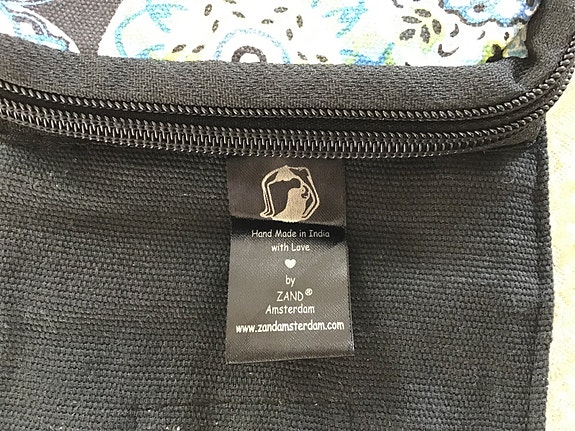 Hand Made in India
with Love
by
ZAND®
Amsterdam
www.zandamsterdam.com